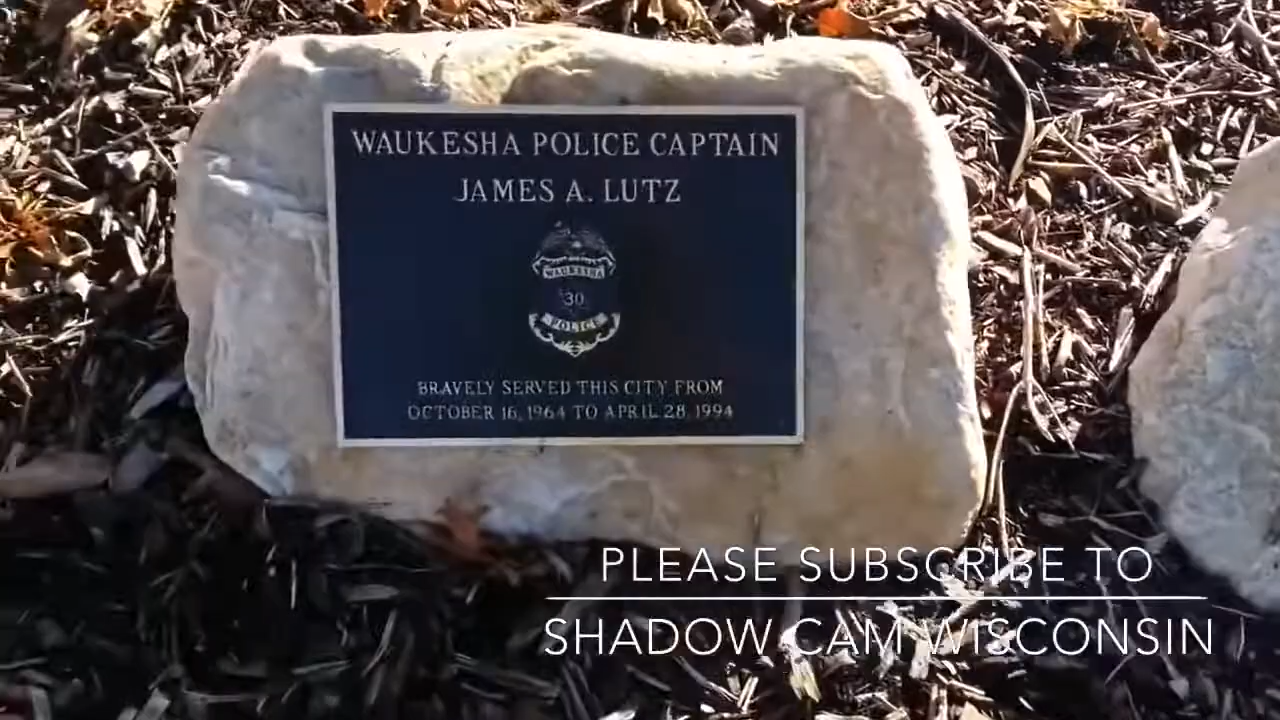 WAUKESHA POLICE CAPTAIN
JAMES A. LUTZ
WAUKESHA
30
POLICE
BRAVELY SERVED THIS CITY FROM
OCTOBER 16, 1964 TO APRIL 28, 1994
PLEASE SUBSCRIBE TO
SHADOW CAM WISCONSIN